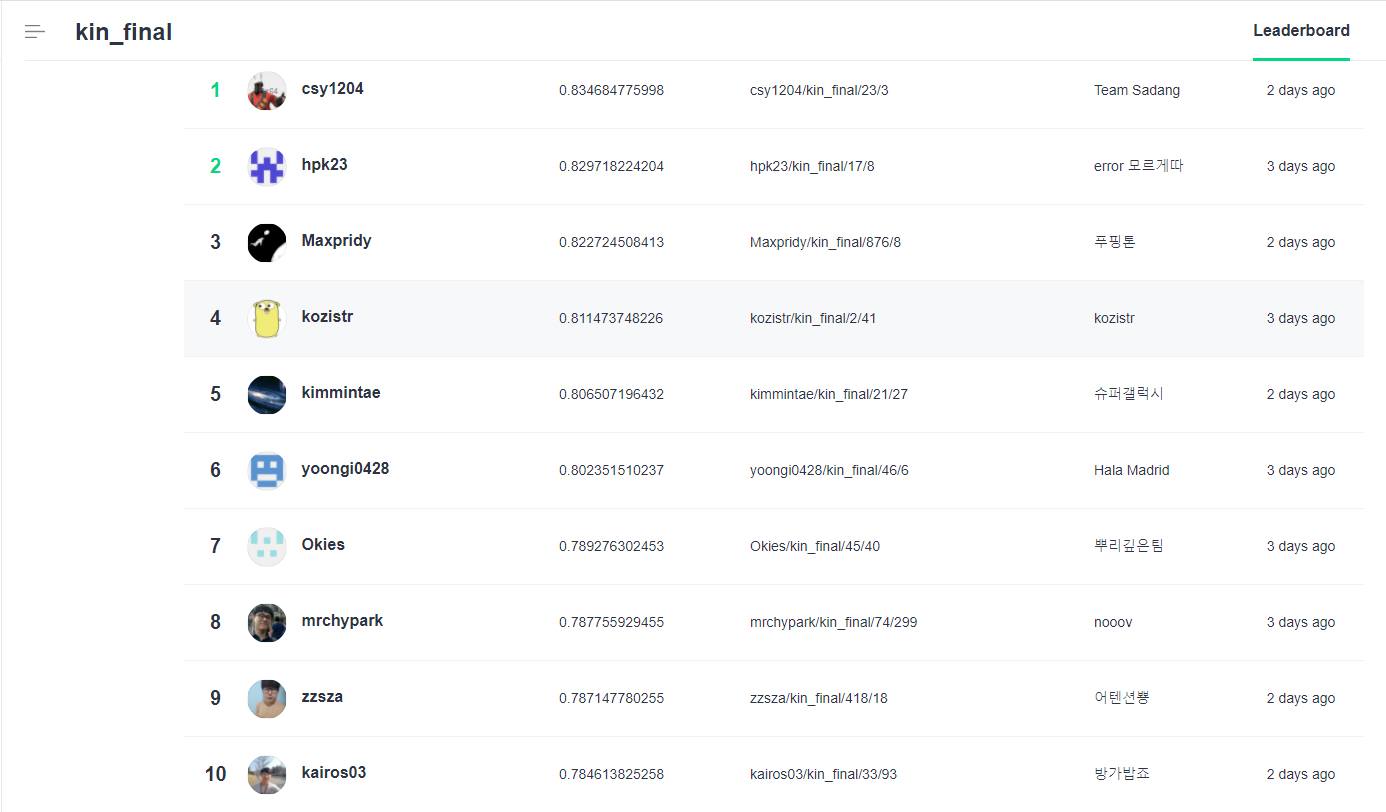 kin_final
Leaderboard
1 csy1204 0.834684775998 csy1204/kin_final/23/3 Team Sadang 2 days ago
2 hpk23 0.829718224204 hpk23/kin_final/17/8 error 모르게따 3 days ago
3 Maxpridy 0.822724508413 Maxpridy/kin_final/876/8 푸핑톤 2 days ago
4 kozistr 0.811473748226 kozistr/kin_final/2/41 kozistr 3 days ago
5 kimmintae 0.806507196432 kimmintae/kin_final/21/27 슈퍼갤럭시 2 days ago
6 yoongi0428 0.802351510237 yoongi0428/kin_final/46/6 Hala Madrid 3 days ago
7 Okies 0.789276302453 Okies/kin_final/45/40 뿌리깊은팀 3 days ago
8 mrchypark 0.787755929455 mrchypark/kin_final/74/299 nooov 3 days ago
9 zzsza 0.787147780255 zzsza/kin_final/418/18 어텐션뿅 2 days ago
10 kairos03 0.784613825258 kairos03/kin_final/33/93 방가밥죠 2 days ago